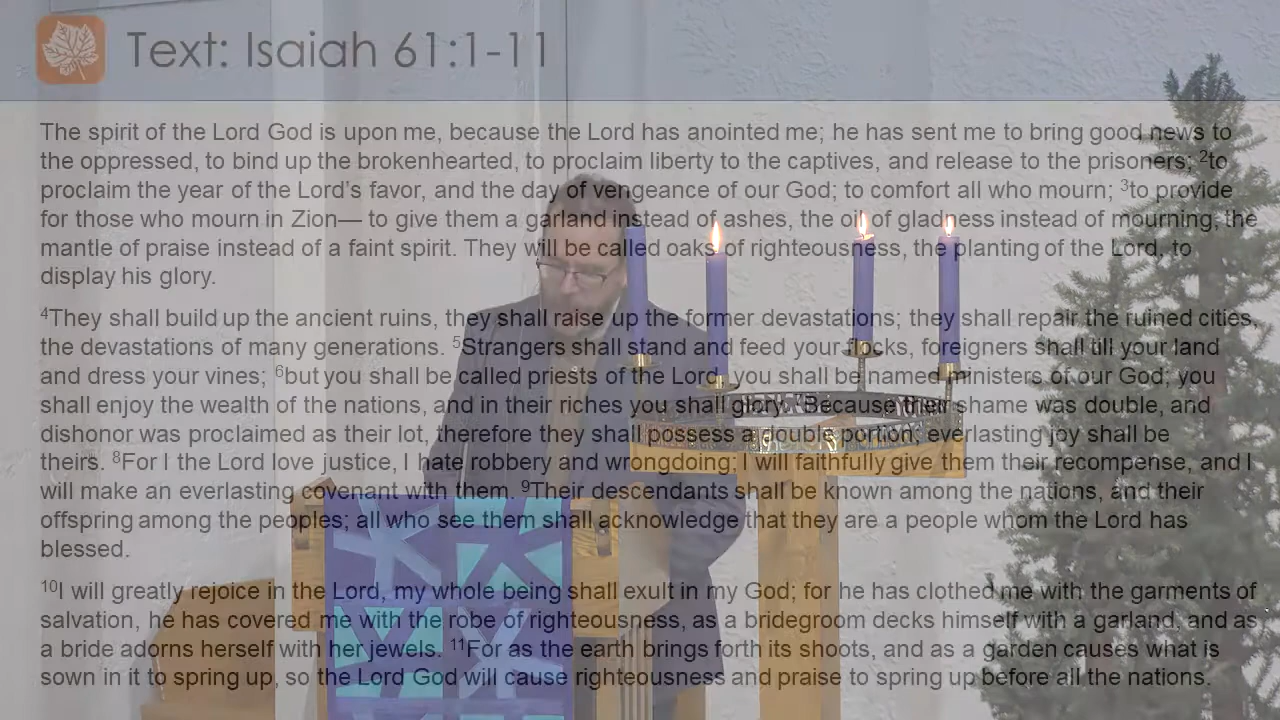 Text: Isaiah 61:1-11
The spirit of the Lord God is upon me, because the Lord has anointed me; he has sent me to bring good news to
the oppressed, to bind up the brokenhearted, to proclaim liberty to the captives, and release to the prisoners; ²to
proclaim the year of the Lord’s favor, and the day of vengeance of our God; to comfort all who mourn; ³to provide
for those who mourn in Zion— to give them a garland instead of ashes, the oil of gladness instead of mourning, the
mantle of praise instead of a faint spirit. They will be called oaks of righteousness, the planting of the Lord, to
display his glory.
⁴They shall build up the ancient ruins, they shall raise up the former devastations; they shall repair the ruined cities,
the devastations of many generations. ⁵Strangers shall stand and feed your flocks, foreigners shall till your land
and dress your vines; ⁶but you shall be called priests of the Lord, you shall be named ministers of our God; you
shall enjoy the wealth of the nations, and in their riches you shall glory. ⁷Because their shame was double, and
dishonor was proclaimed as their lot, therefore they shall possess a double portion; everlasting joy shall be
theirs. ⁸For I the Lord love justice, I hate robbery and wrongdoing; I will faithfully give them their recompense, and I
will make an everlasting covenant with them. ⁹Their descendants shall be known among the nations, and their
offspring among the peoples; all who see them shall acknowledge that they are a people whom the Lord has
blessed.
¹⁰I will greatly rejoice in the Lord, my whole being shall exult in my God; for he has clothed me with the garments of
salvation, he has covered me with the robe of righteousness, as a bridegroom decks himself with a garland, and as
a bride adorns herself with her jewels. ¹¹For as the earth brings forth its shoots, and as a garden causes what is
sown in it to spring up, so the Lord God will cause righteousness and praise to spring up before all the nations.